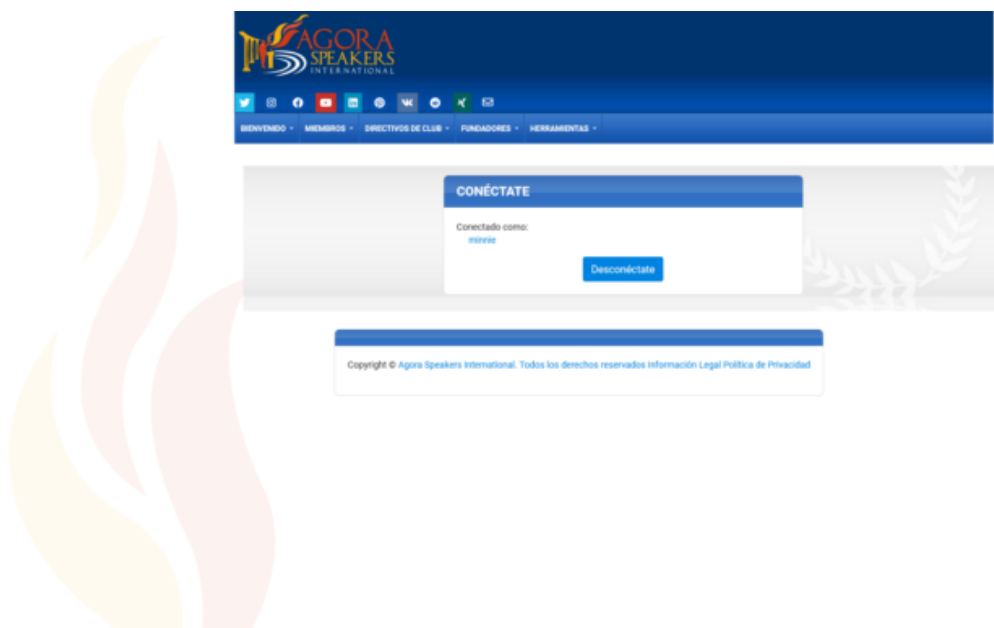 AGORA
SPEAKERS
INTERNATIONAL
BIENVENIDO
MIEMBROS
DIRECTIVOS DE CLUB
FUNDADORES
HERRAMIENTAS
CONÉCTATE
Conectado como:
minnie
Desconéctate
Copyright © Agora Speakers International. Todos los derechos reservados Información Legal Política de Privacidad